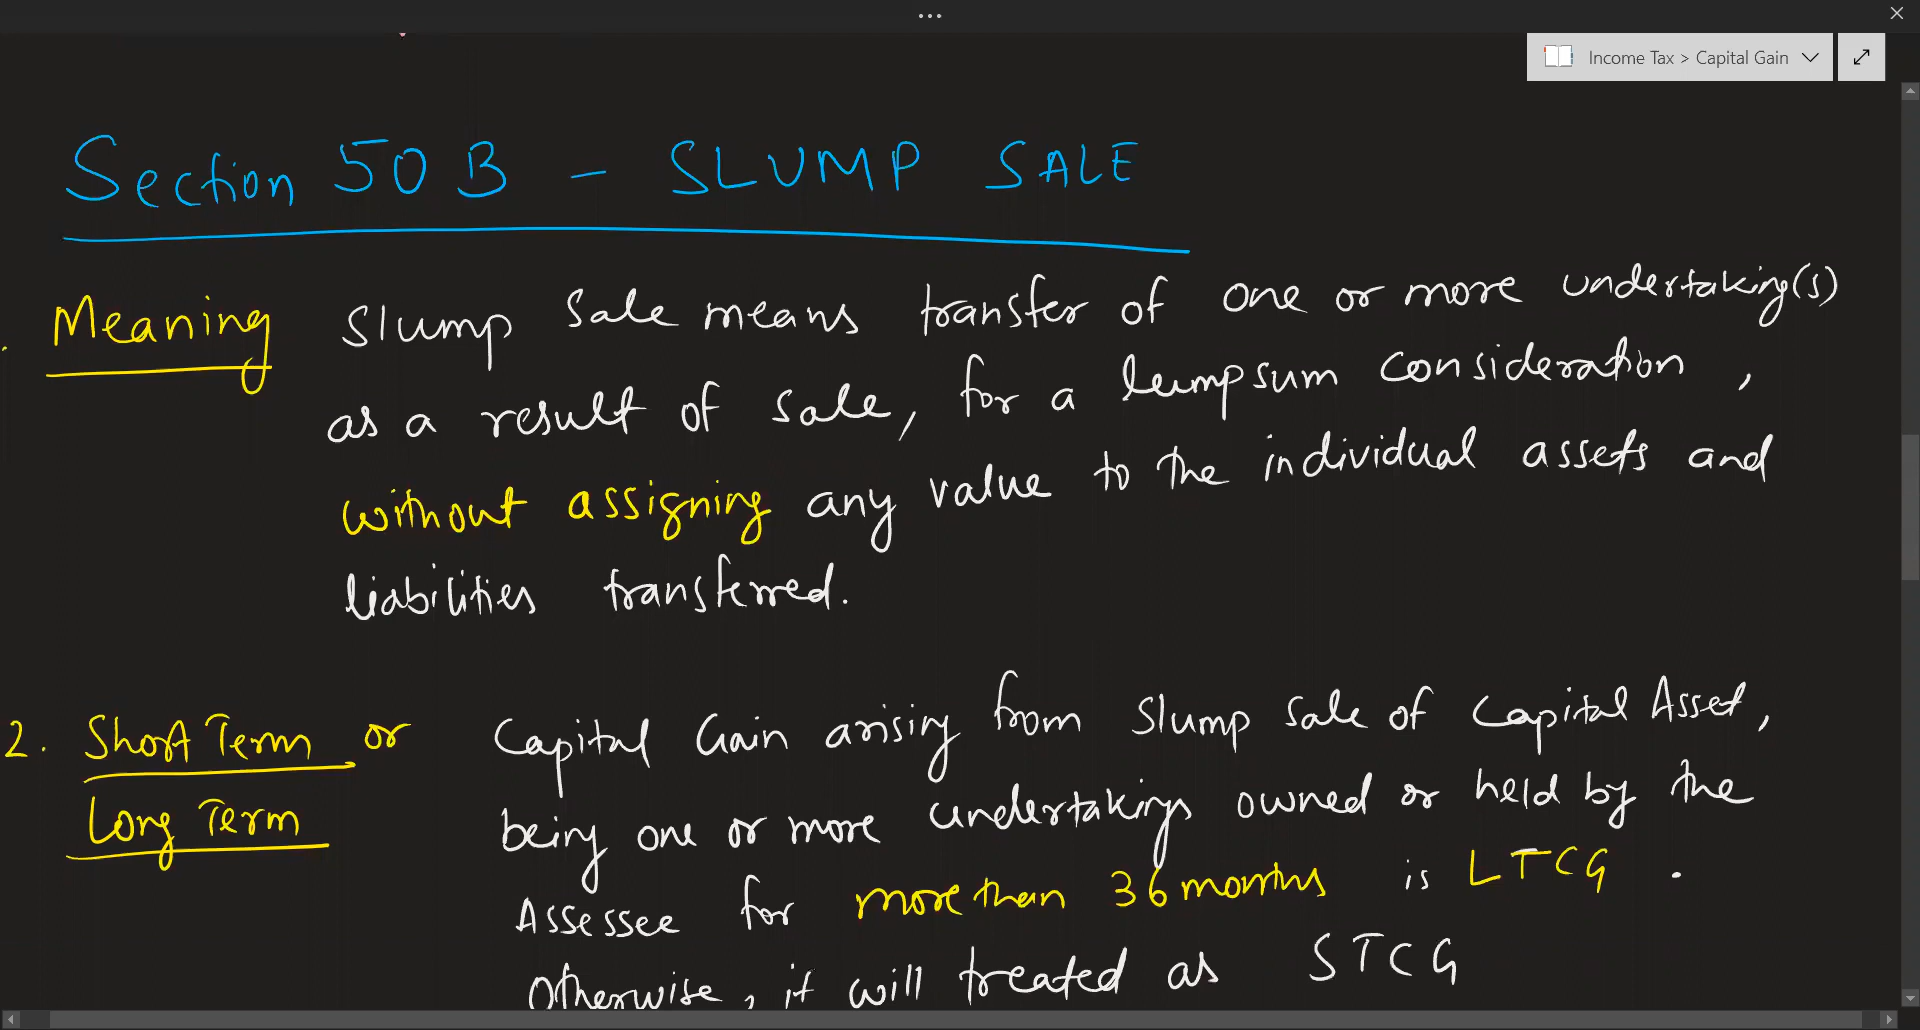 Income Tax > Capital Gain
Section 50B - SLUMP SALE
Meaning Slump Sale means transfer of one or more undertaking(s)
as a result of sale, for a lumpsum consideration,
without assigning any value to the individual assets and
liabilities transferred.
2. Short Term or Capital Gain arising from Slump Sale of Capital Asset,
Long Term being one or more undertakings owned or held by the
Assessee for more than 36 months is LTCG.
Otherwise, it will treated as STCG